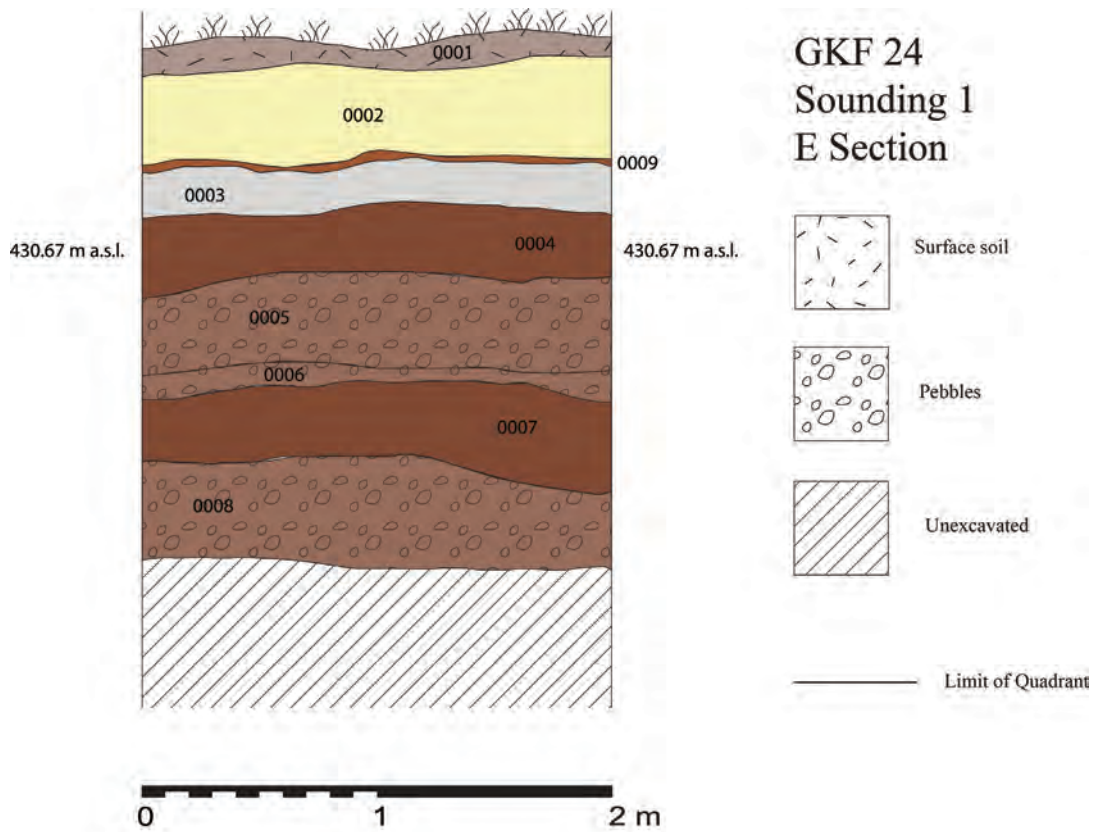 GKF 24
Sounding 1
E Section
0001
0002
0009
0003
430.67 m a.s.l.
0004
430.67 m a.s.l.
0005
0006
0007
0008
Surface soil
Pebbles
Unexcavated
Limit of Quadrant
0 1 2 m